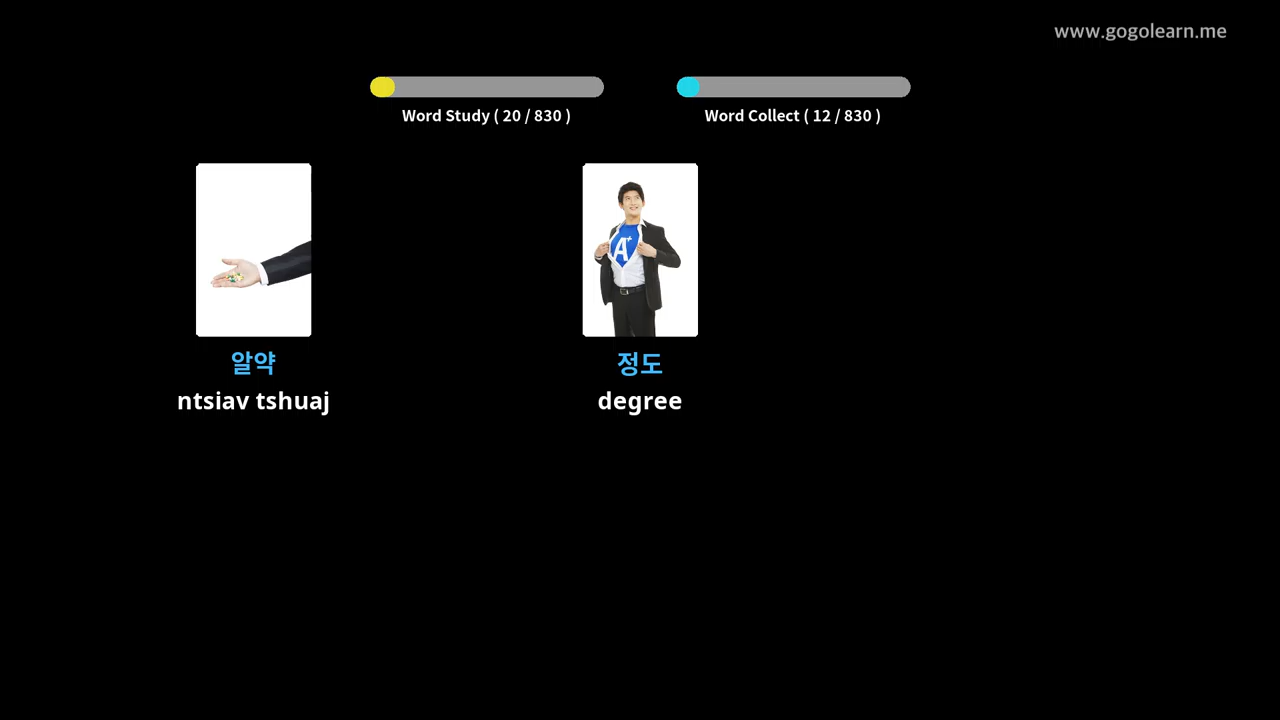 www.gogolearn.me
Word Study ( 20 / 830 )
Word Collect ( 12 / 830 )
A+
알약
ntsiav tshuaj
정도
degree